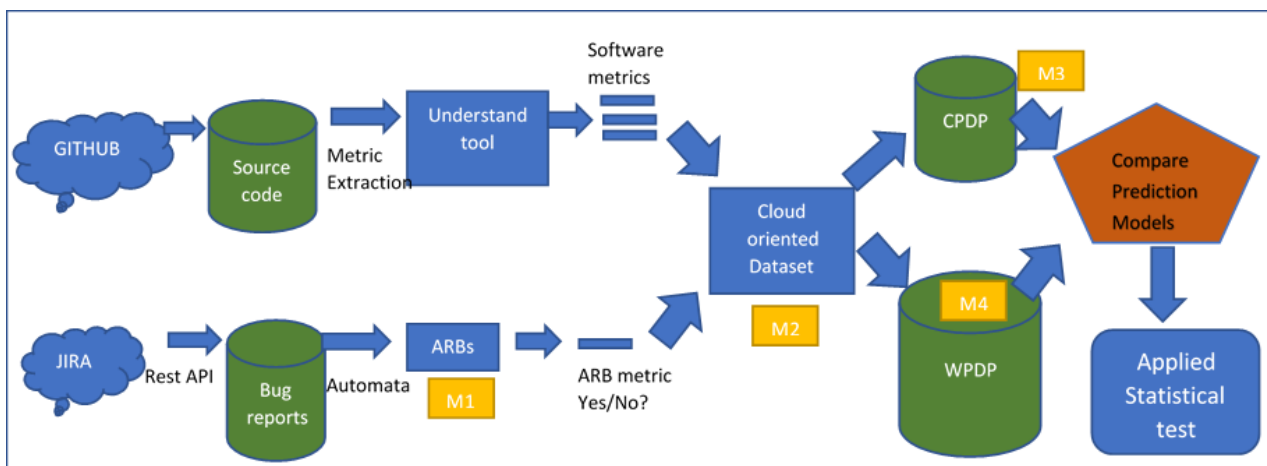 GITHUB
Source
code
Metric
Extraction
Understand
tool
Software
metrics
JIRA
Rest API
Bug
reports
Automata
ARBs
M1
ARB metric
Yes/No?
Cloud
oriented
Dataset
M2
CPDP
M3
WPDP
M4
Compare
Prediction
Models
Applied
Statistical
test